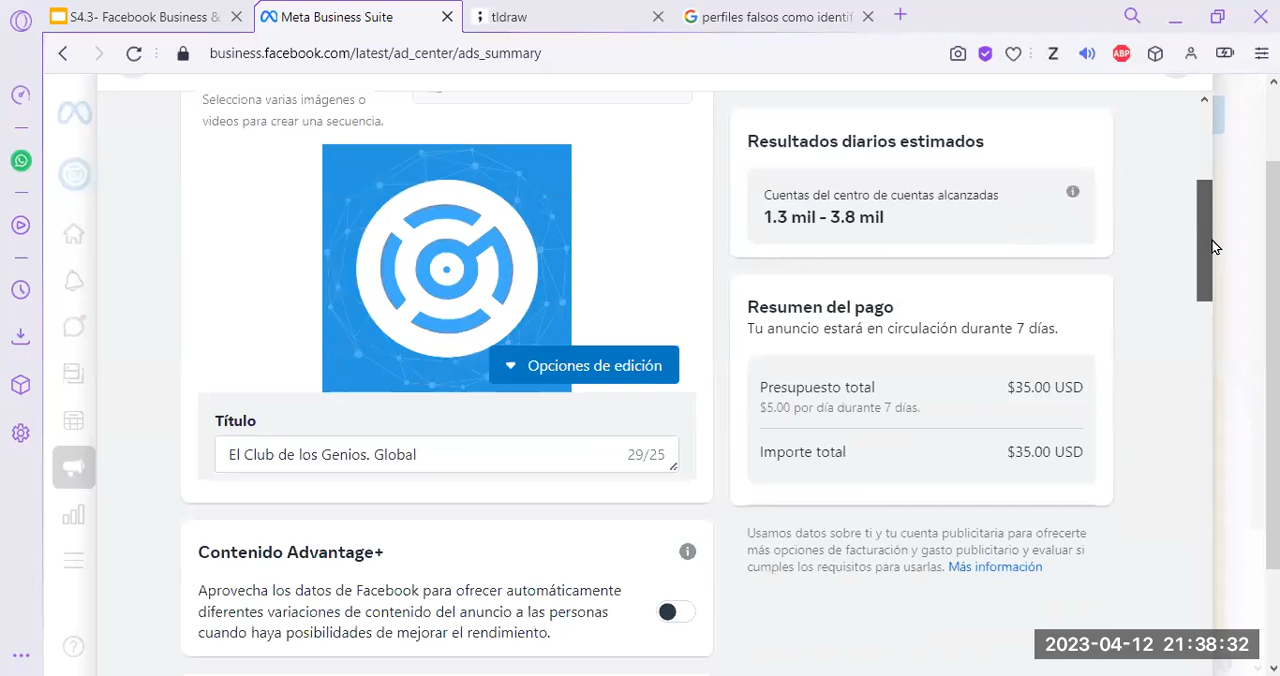 S4.3- Facebook Business &
Meta Business Suite
tldraw
perfiles falsos como identif
business.facebook.com/latest/ad_center/ads_summary
Z
ABP
Selecciona varias imágenes o
videos para crear una secuencia.
Opciones de edición
Título
El Club de los Genios. Global
29/25
Contenido Advantage+
Aprovecha los datos de Facebook para ofrecer automáticamente
diferentes variaciones de contenido del anuncio a las personas
cuando haya posibilidades de mejorar el rendimiento.
Resultados diarios estimados
Cuentas del centro de cuentas alcanzadas
1.3 mil - 3.8 mil
Resumen del pago
Tu anuncio estará en circulación durante 7 días.
Presupuesto total $35.00 USD
$5.00 por día durante 7 días.
Importe total $35.00 USD
Usamos datos sobre ti y tu cuenta publicitaria para ofrecerte
más opciones de facturación y gasto publicitario y evaluar si
cumples los requisitos para usarlas. Más información
2023-04-12 21:38:32